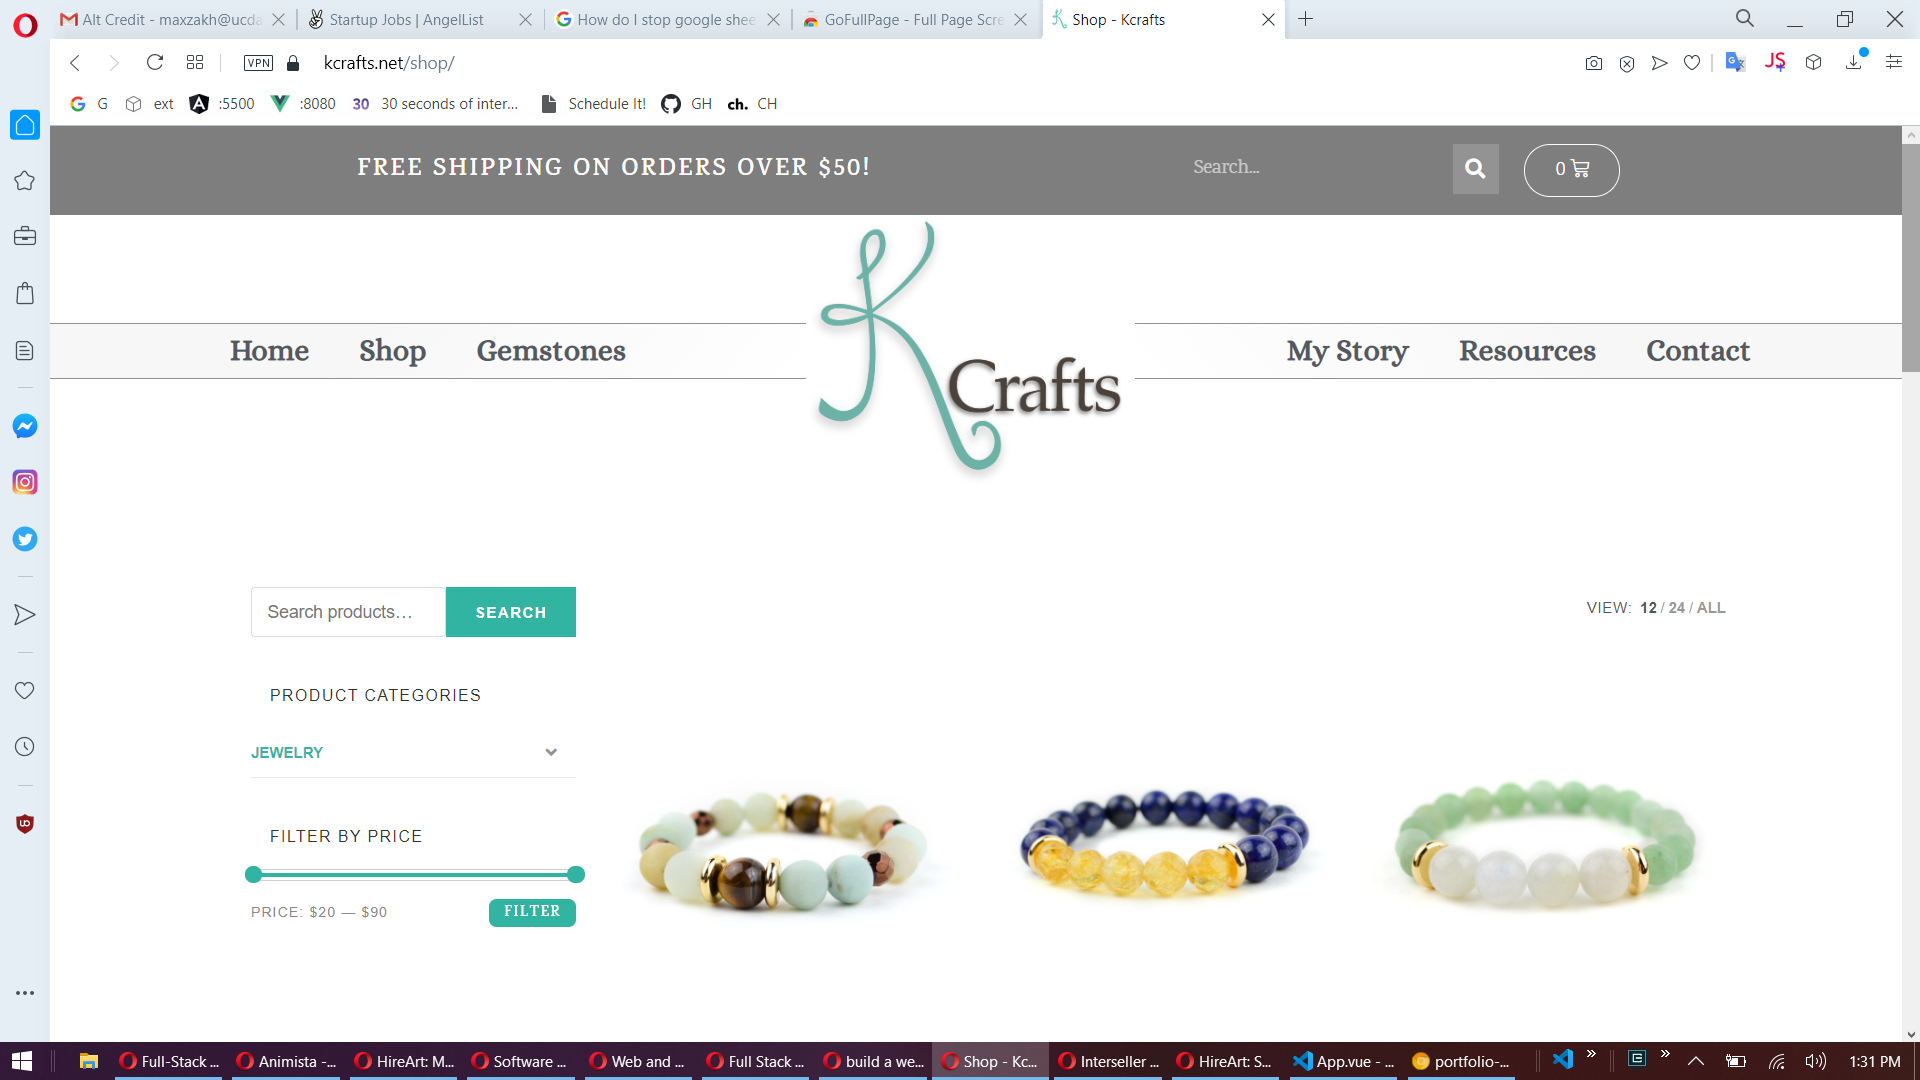 Alt Credit - maxzakh@ucda
Startup Jobs | AngelList
How do I stop google shee
GoFullPage - Full Page Scre
Shop - Kcrafts
VPN
kcrafts.net/shop/
G
ext
:5500
:8080
30 30 seconds of inter...
Schedule It!
GH
ch. CH
FREE SHIPPING ON ORDERS OVER $50!
Search...
0
Home
Shop
Gemstones
K Crafts
My Story
Resources
Contact
Search products...
SEARCH
VIEW: 12 / 24 / ALL
PRODUCT CATEGORIES
JEWELRY
FILTER BY PRICE
PRICE: $20 — $90
FILTER
Full-Stack ...
Animista -...
HireArt: M...
Software ...
Web and ...
Full Stack ...
build a we...
Shop - Kc...
Interseller ...
HireArt: S...
App.vue - ...
portfolio-...
1:31 PM